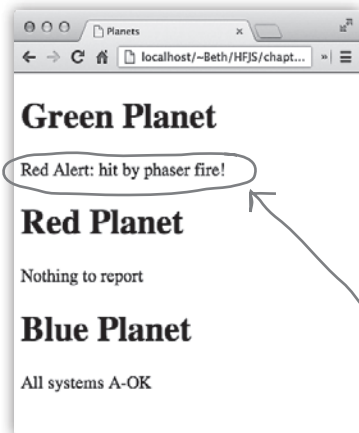 Planets
localhost/~Beth/HFJS/chapt...
Green Planet
Red Alert: hit by phaser fire!
Red Planet
Nothing to report
Blue Planet
All systems A-OK